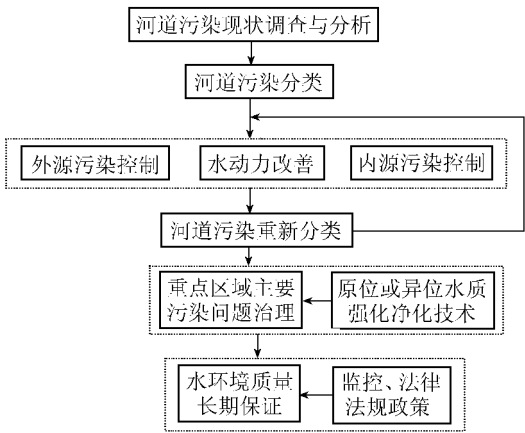 河道污染现状调查与分析
河道污染分类
外源污染控制
水动力改善
内源污染控制
河道污染重新分类
重点区域主要
污染问题治理
原位或异位水质
强化净化技术
水环境质量
长期保证
监控、法律
法规政策